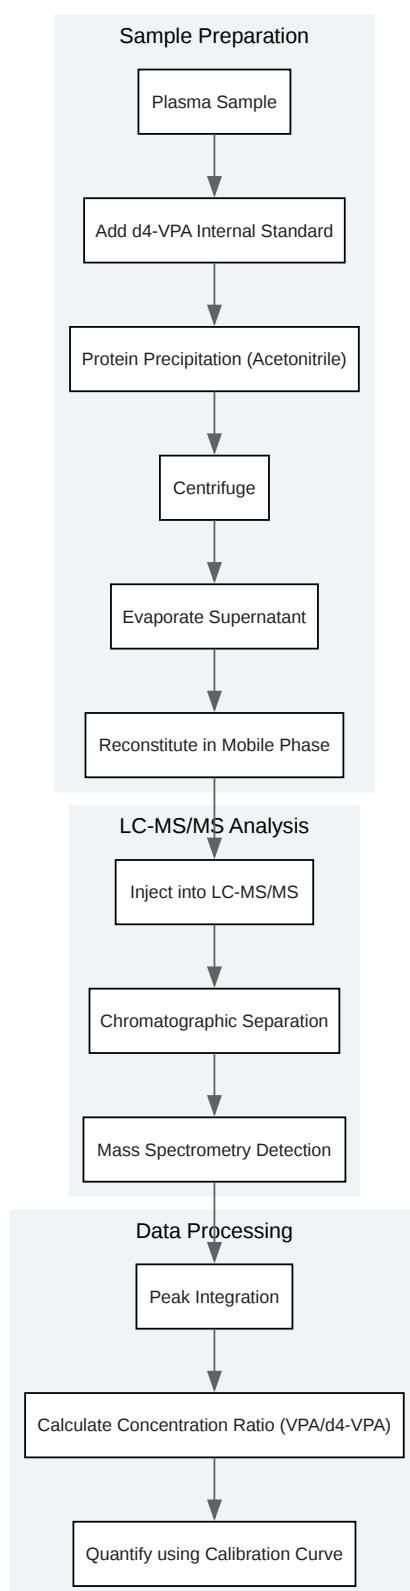 Sample Preparation
Plasma Sample
Add d4-VPA Internal Standard
Protein Precipitation (Acetonitrile)
Centrifuge
Evaporate Supernatant
Reconstitute in Mobile Phase
LC-MS/MS Analysis
Inject into LC-MS/MS
Chromatographic Separation
Mass Spectrometry Detection
Data Processing
Peak Integration
Calculate Concentration Ratio (VPA/d4-VPA)
Quantify using Calibration Curve